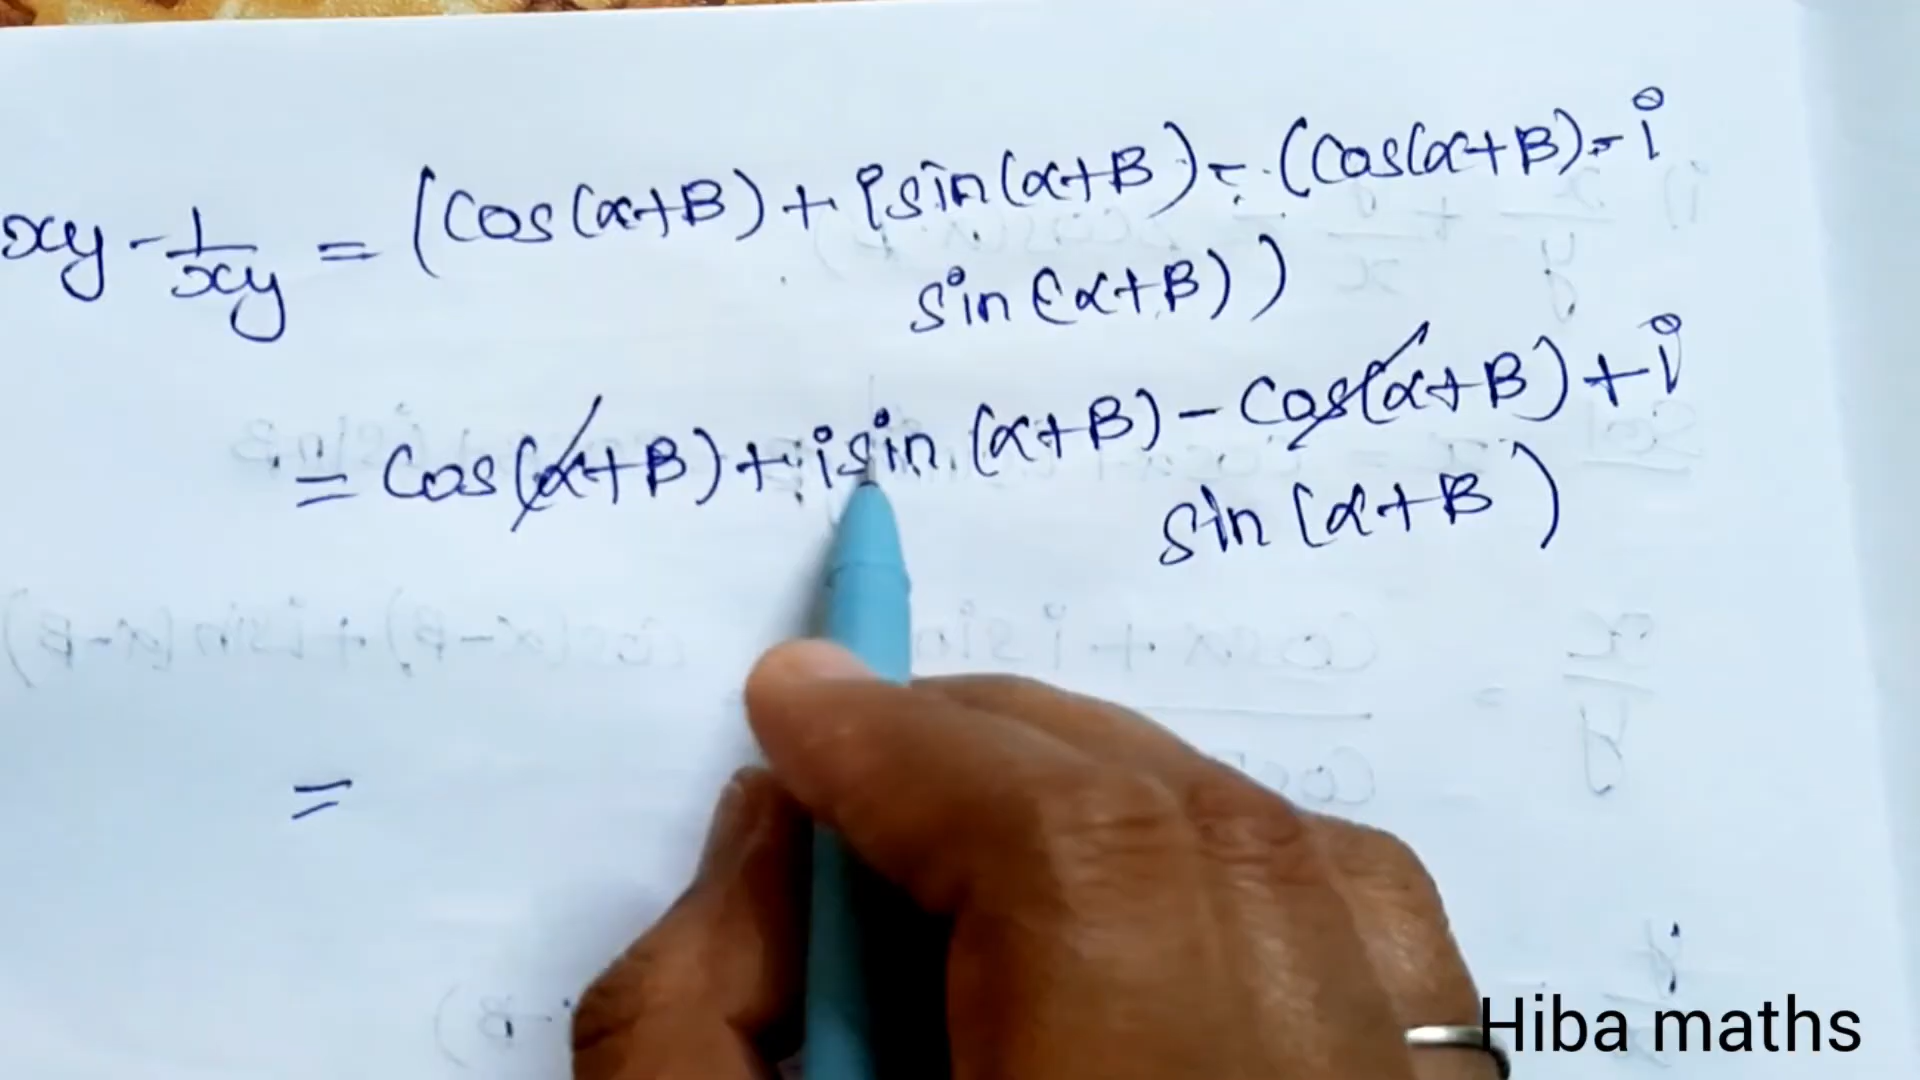 xy - 1/xy = (cos(α+β) + i sin(α+β) - (cos(α+β) - i
sin(α+β))
= cos(α+β) + i sin(α+β) - cos(α+β) + i
sin(α+β))
=
Hiba maths